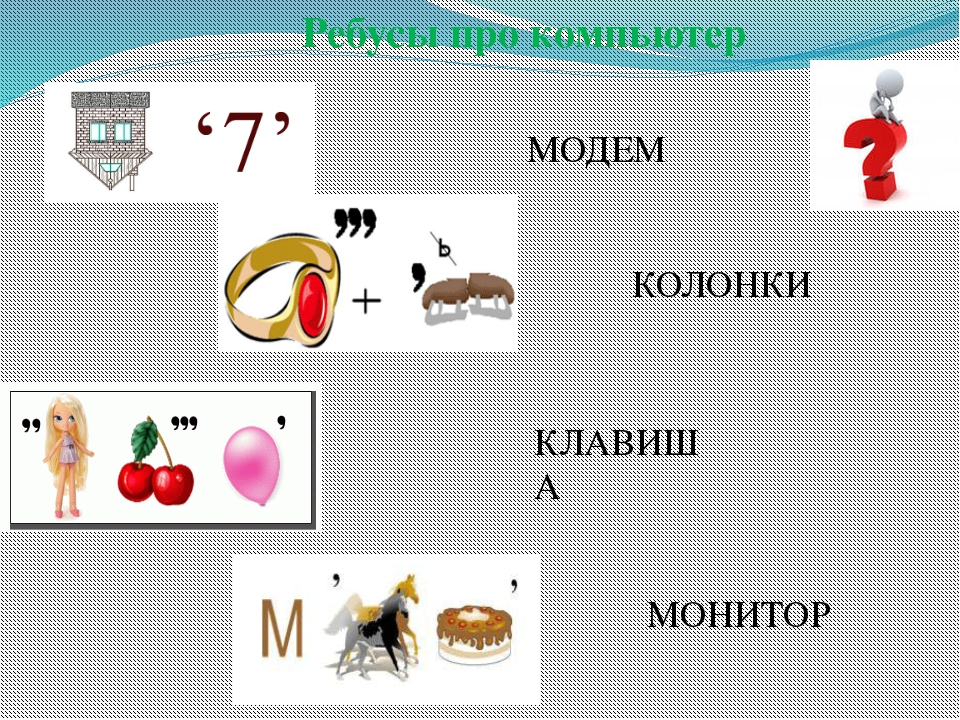 Ребусы про компьютер
‘7’
МОДЕМ
’’’
ь
+ ,
КОЛОНКИ
,, ,,, ,
КЛАВИШ
А
М , ,
МОНИТОР